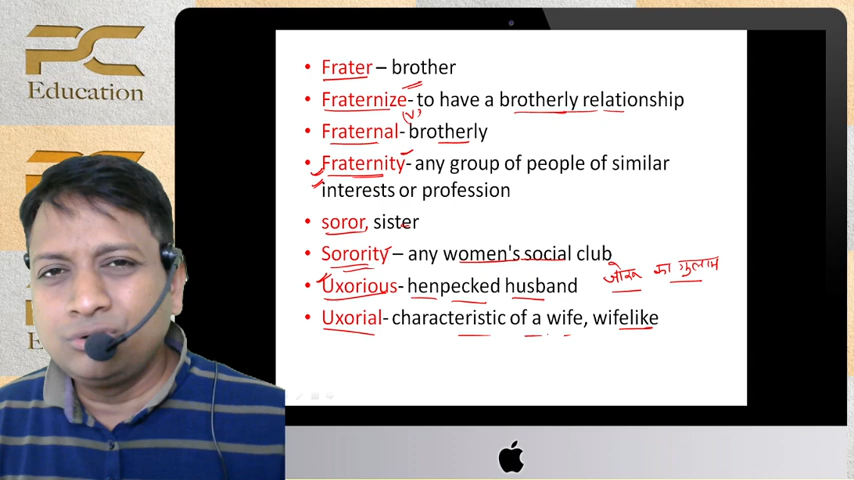 PC
Education
• Frater – brother
• Fraternize- to have a brotherly relationship
(v)
• Fraternal- brotherly
• Fraternity- any group of people of similar
interests or profession
• soror, sister
• Sorority – any women's social club
• Uxorious- henpecked husband जोरू का गुलाम
• Uxorial- characteristic of a wife, wifelike